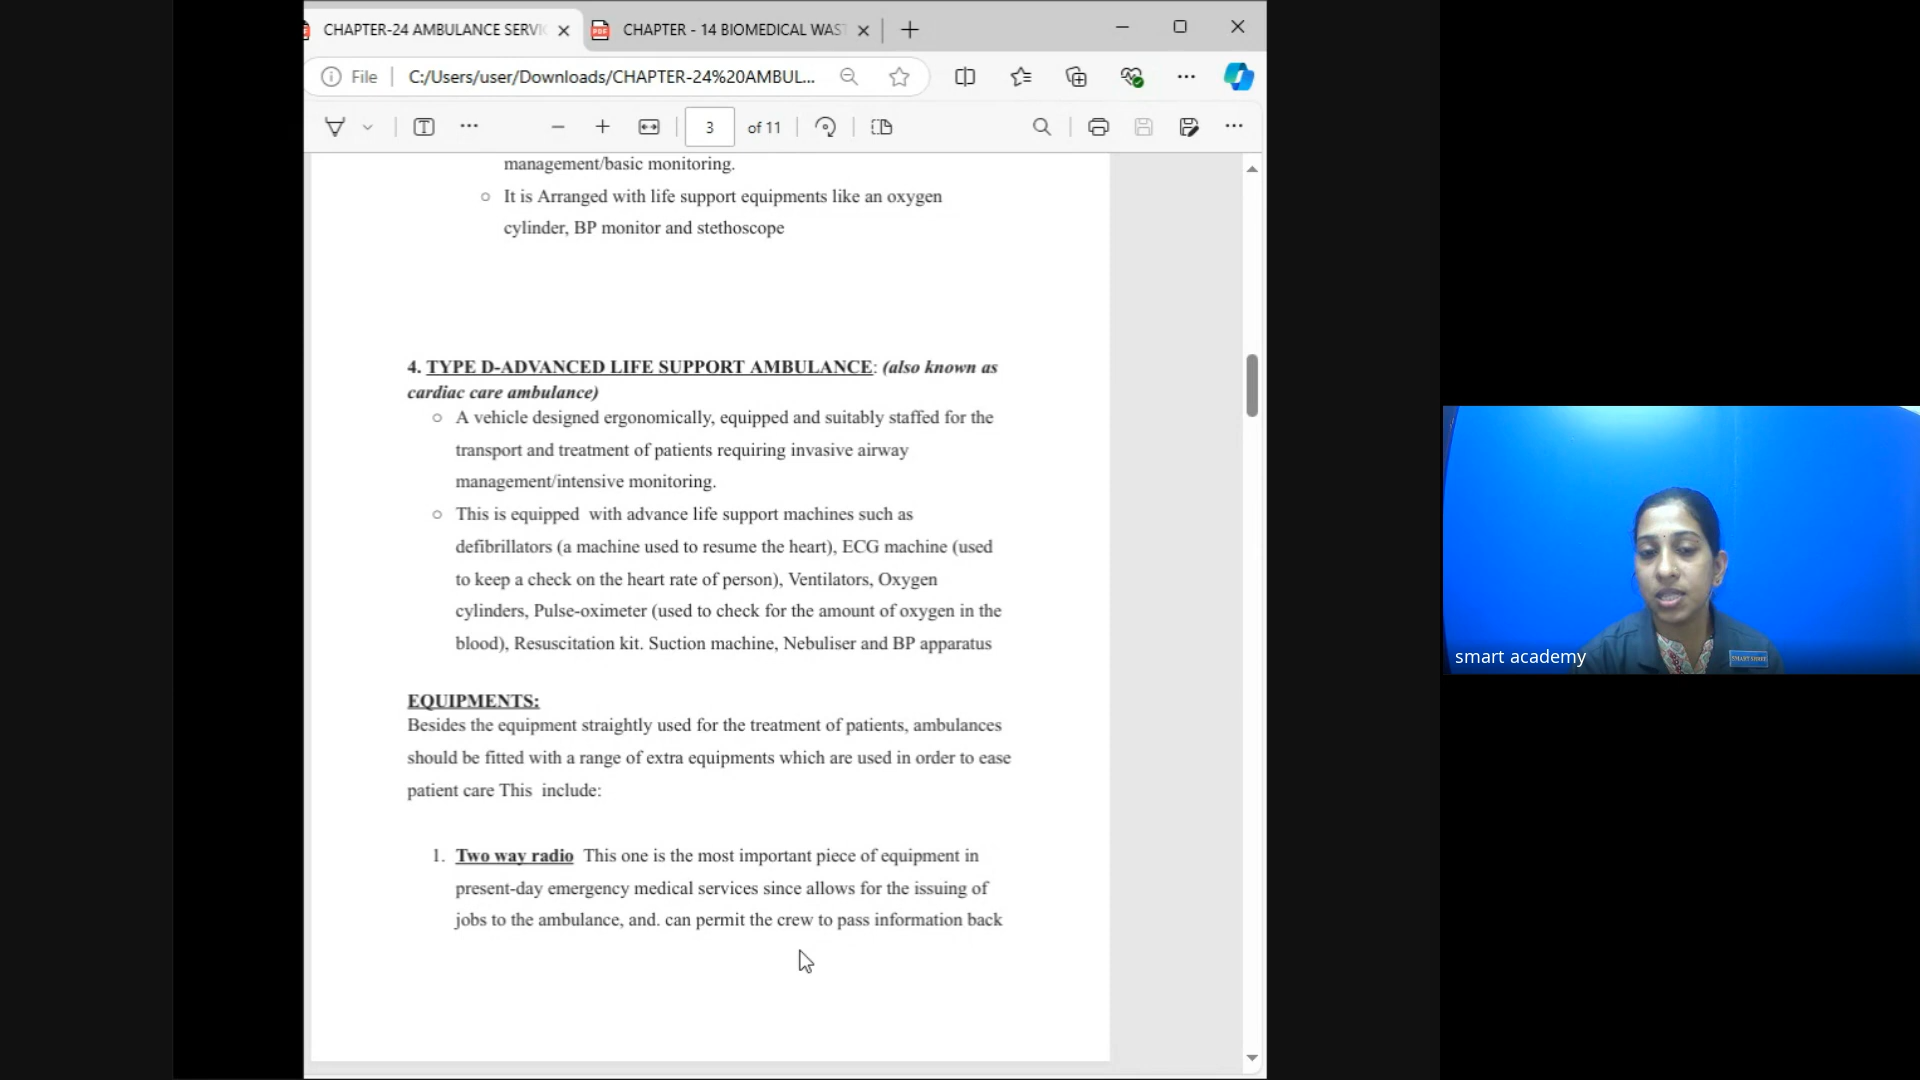 CHAPTER-24 AMBULANCE SERVI
CHAPTER - 14 BIOMEDICAL WAST
File
C:/Users/user/Downloads/CHAPTER-24%20AMBUL...
3
of 11
management/basic monitoring.
○ It is Arranged with life support equipments like an oxygen
cylinder, BP monitor and stethoscope
4. TYPE D-ADVANCED LIFE SUPPORT AMBULANCE: (also known as
cardiac care ambulance)
○ A vehicle designed ergonomically, equipped and suitably staffed for the
transport and treatment of patients requiring invasive airway
management/intensive monitoring.
○ This is equipped with advance life support machines such as
defibrillators (a machine used to resume the heart), ECG machine (used
to keep a check on the heart rate of person), Ventilators, Oxygen
cylinders, Pulse-oximeter (used to check for the amount of oxygen in the
blood), Resuscitation kit. Suction machine, Nebuliser and BP apparatus
EQUIPMENTS:
Besides the equipment straightly used for the treatment of patients, ambulances
should be fitted with a range of extra equipments which are used in order to ease
patient care This include:
1. Two way radio This one is the most important piece of equipment in
present-day emergency medical services since allows for the issuing of
jobs to the ambulance, and. can permit the crew to pass information back
smart academy